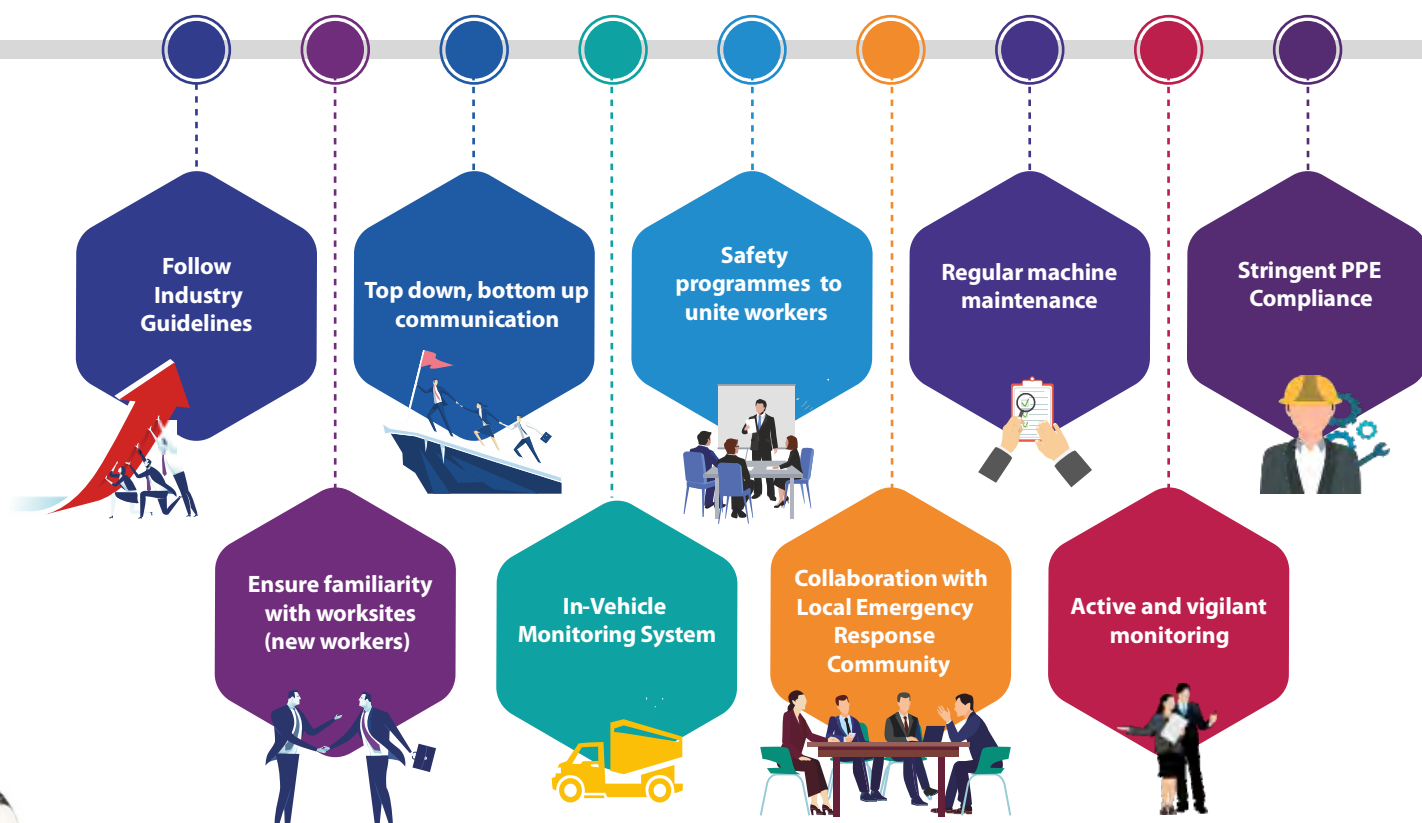 Follow
Industry
Guidelines
Top down, bottom up
communication
Safety
programmes to
unite workers
Regular machine
maintenance
Stringent PPE
Compliance
Ensure familiarity
with worksites
(new workers)
In-Vehicle
Monitoring System
Collaboration with
Local Emergency
Response
Community
Active and vigilant
monitoring